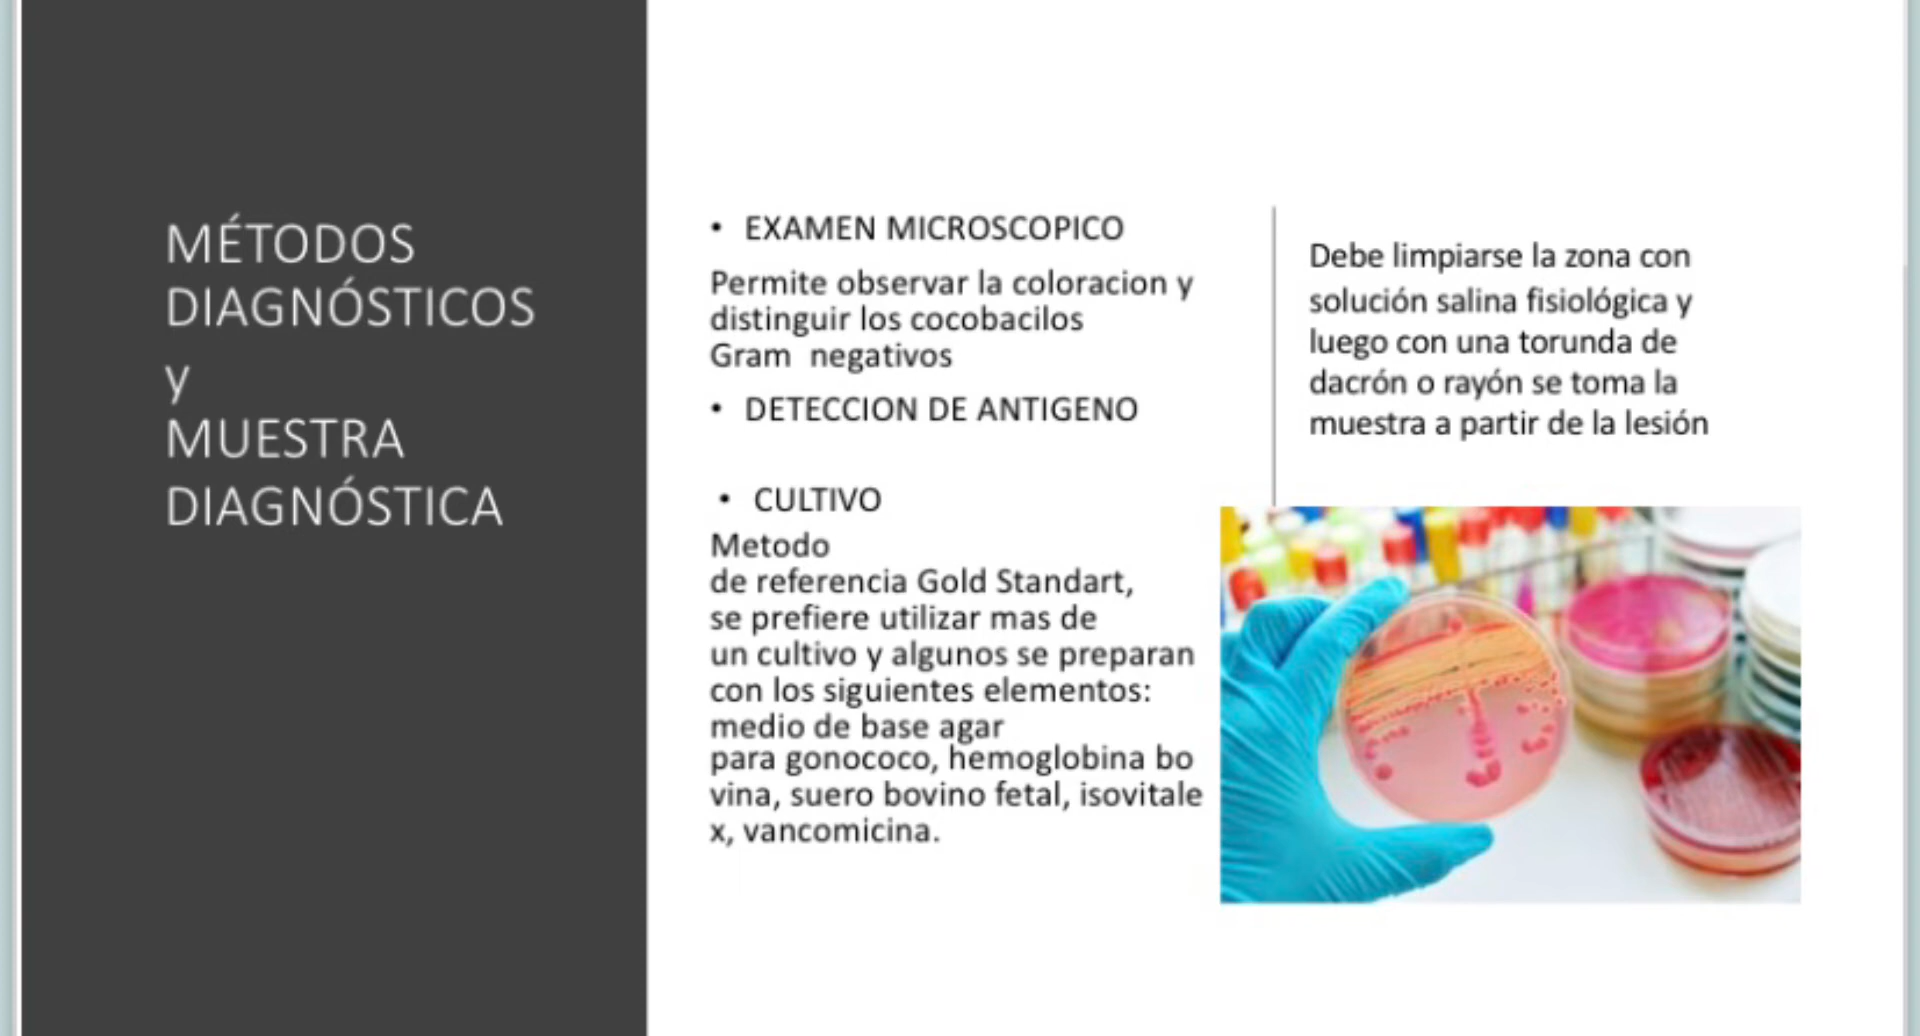 MÉTODOS
DIAGNÓSTICOS
y
MUESTRA
DIAGNÓSTICA
• EXAMEN MICROSCOPICO
Permite observar la coloracion y
distinguir los cocobacilos
Gram negativos
• DETECCION DE ANTIGENO
• CULTIVO
Metodo
de referencia Gold Standart,
se prefiere utilizar mas de
un cultivo y algunos se preparan
con los siguientes elementos:
medio de base agar
para gonococo, hemoglobina bo
vina, suero bovino fetal, isovitale
x, vancomicina.
Debe limpiarse la zona con
solución salina fisiológica y
luego con una torunda de
dacrón o rayón se toma la
muestra a partir de la lesión